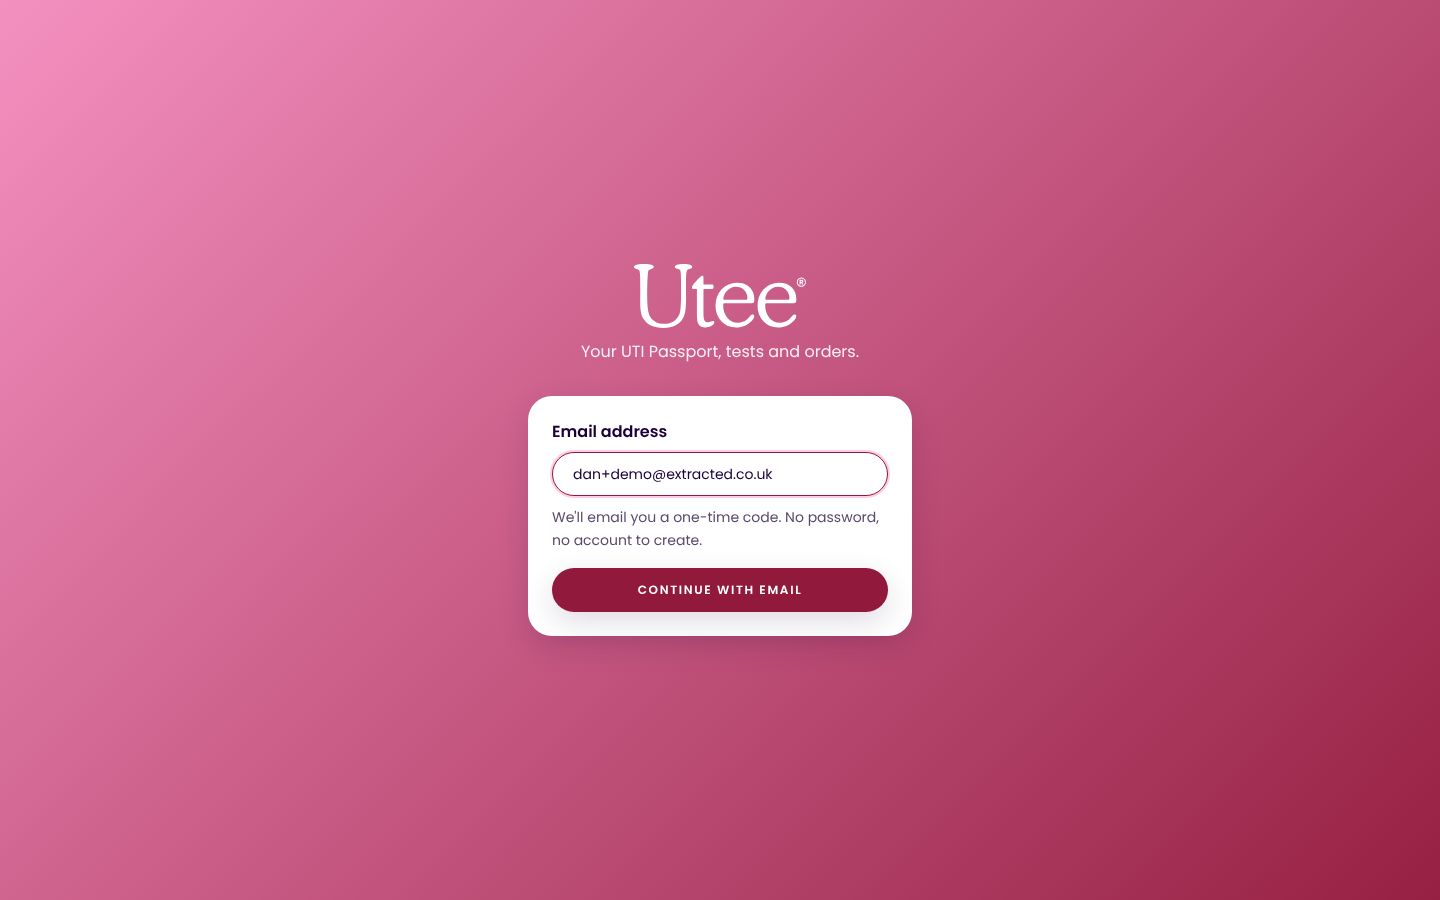 Utee®
Your UTI Passport, tests and orders.
Email address
dan+demo@extracted.co.uk
We'll email you a one-time code. No password,
no account to create.
CONTINUE WITH EMAIL